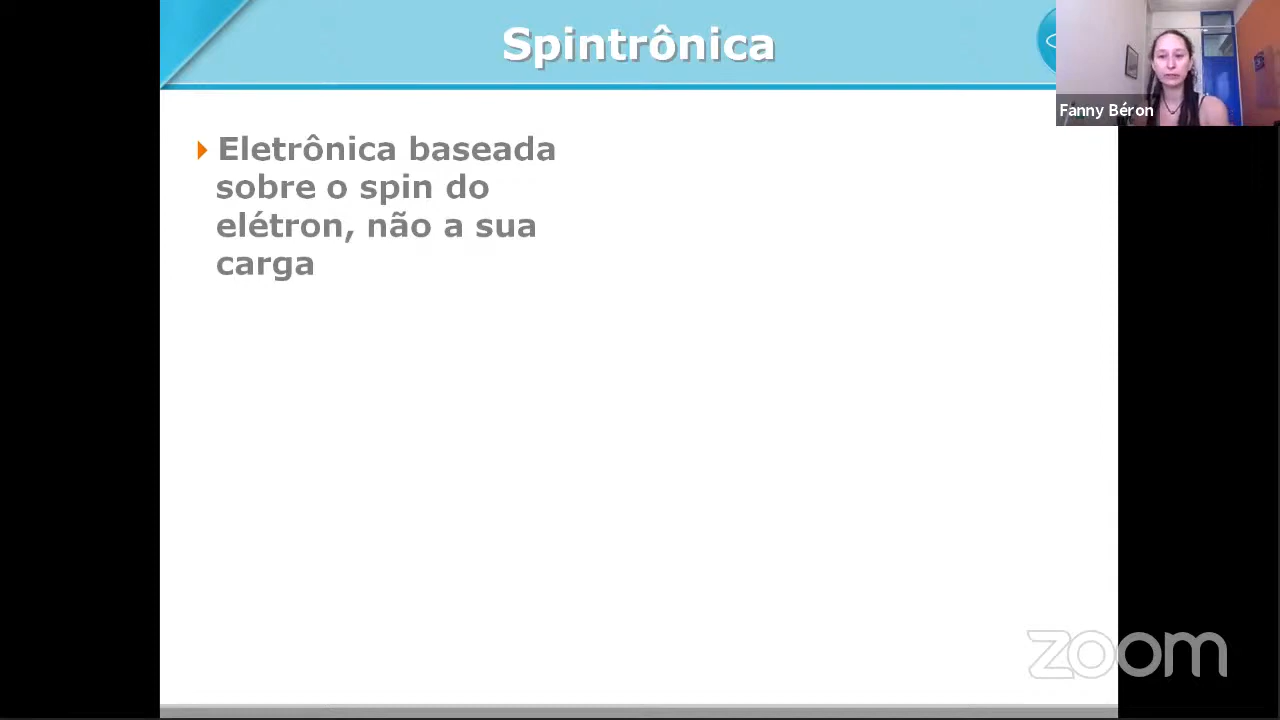 Spintrônica
Fanny Béron
Eletrônica baseada
sobre o spin do
elétron, não a sua
carga
zoom